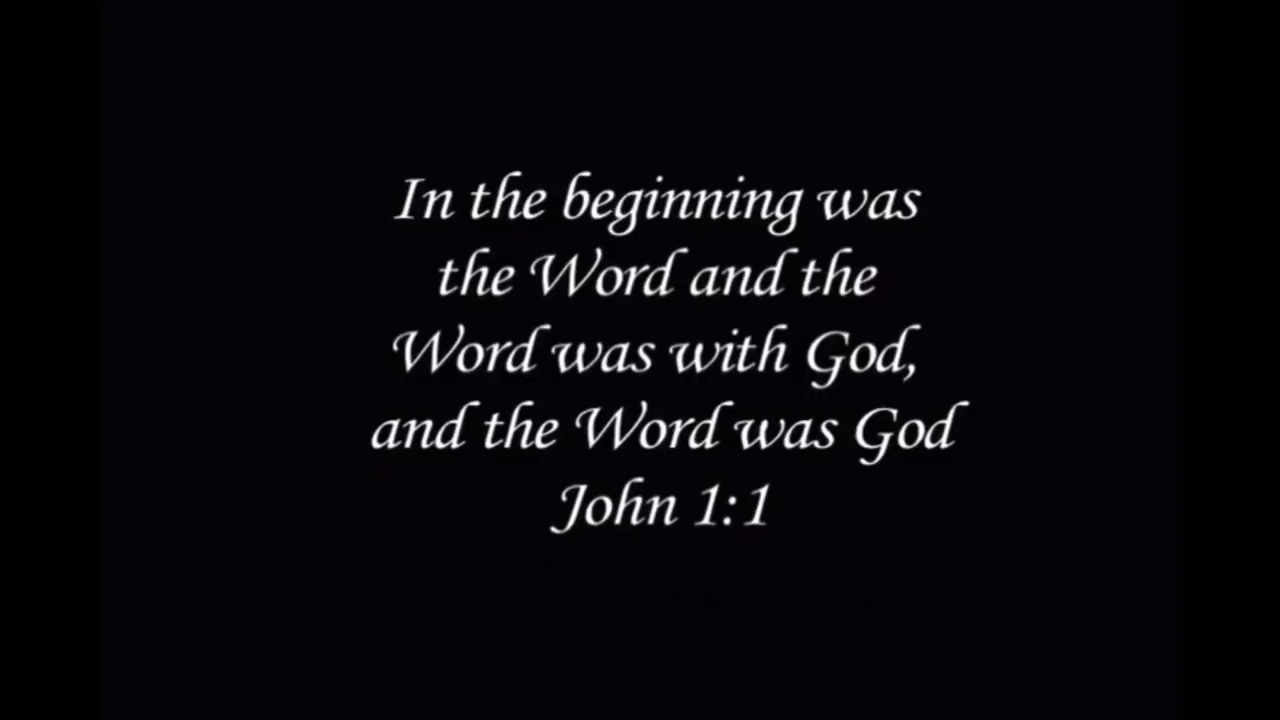 In the beginning was
the Word and the
Word was with God,
and the Word was God
John 1:1